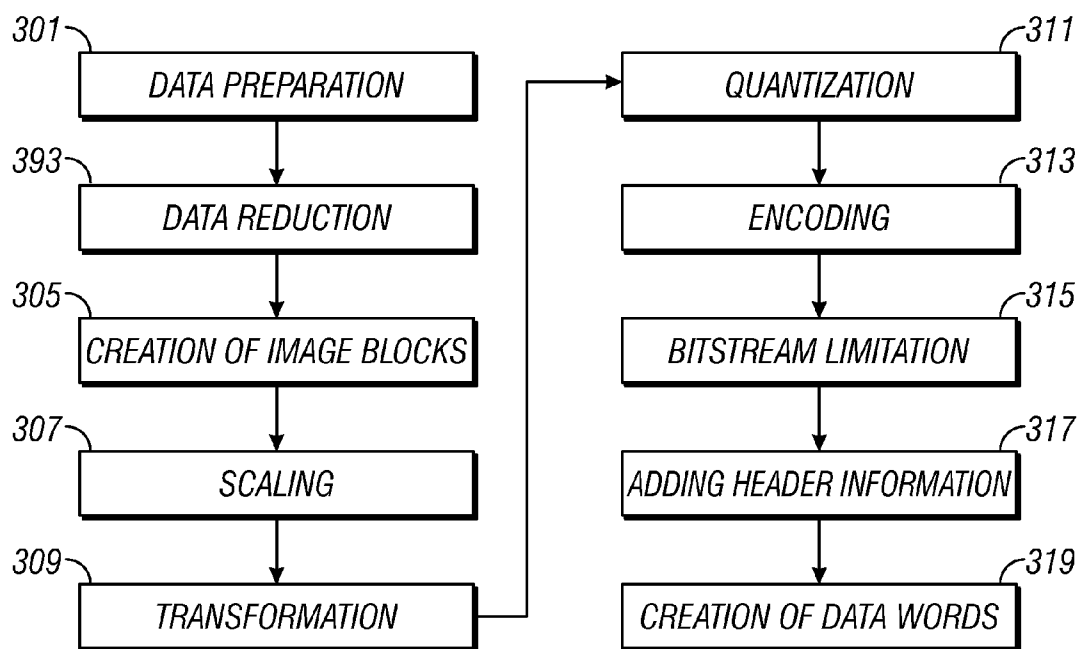 301
DATA PREPARATION
393
DATA REDUCTION
305
CREATION OF IMAGE BLOCKS
307
SCALING
309
TRANSFORMATION
311
QUANTIZATION
313
ENCODING
315
BITSTREAM LIMITATION
317
ADDING HEADER INFORMATION
319
CREATION OF DATA WORDS